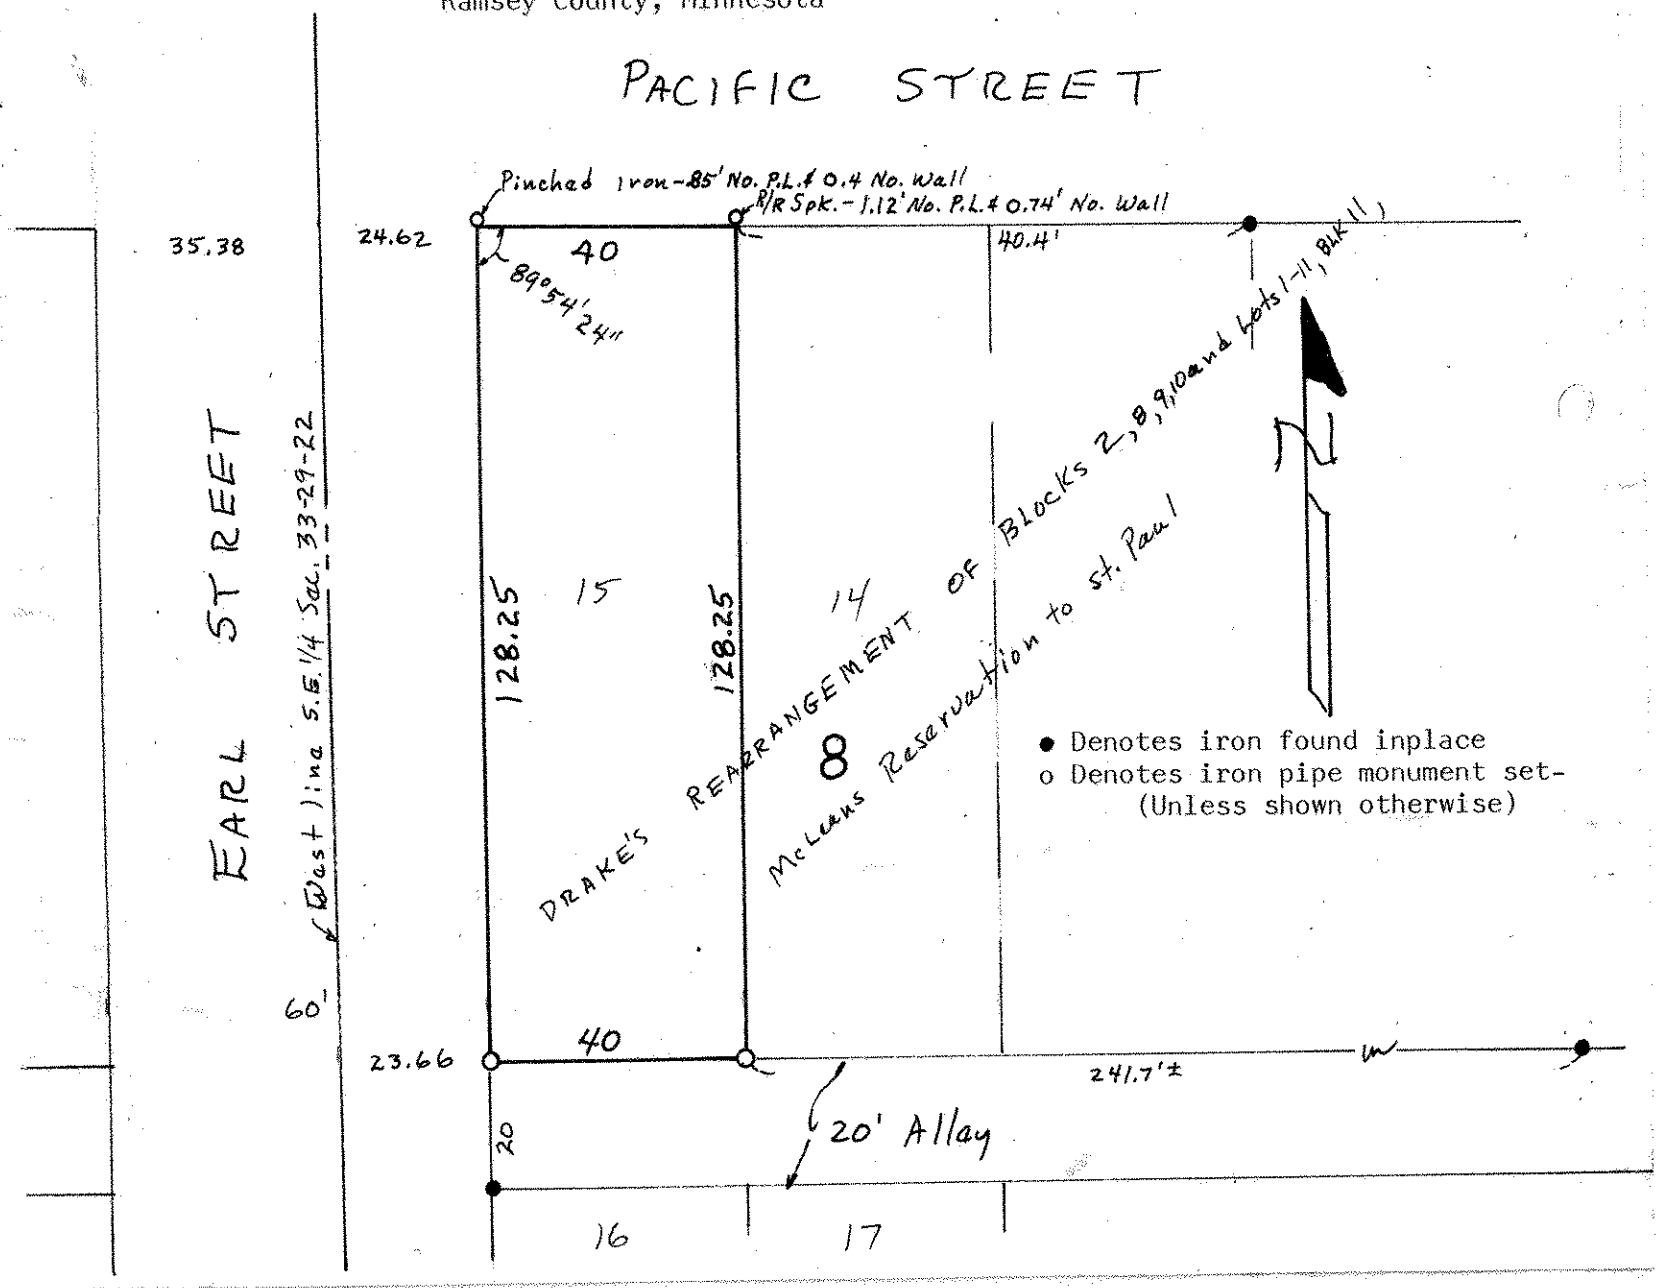 Ramsey County, Minnesota
PACIFIC STREET
Pinched Iron-.85' No. P.L. & 0.4 No. Wall
R/R Spk. - 1.12' No. P.L. & 0.74' No. Wall
35.38
24.62
40
40.4'
89°54'24"
EARL STREET
West line S.E. 1/4 Sec. 33-29-22
128.25
15
128.25
14
8
DRAKE'S REARRANGEMENT OF BLOCKS 2,8,9,10 and Lots 1-11, BLK 11,
McLeans Reservation to St. Paul
N
● Denotes iron found inplace
o Denotes iron pipe monument set-
(Unless shown otherwise)
60'
23.66
40
241.7'±
20
20' Alley
16
17